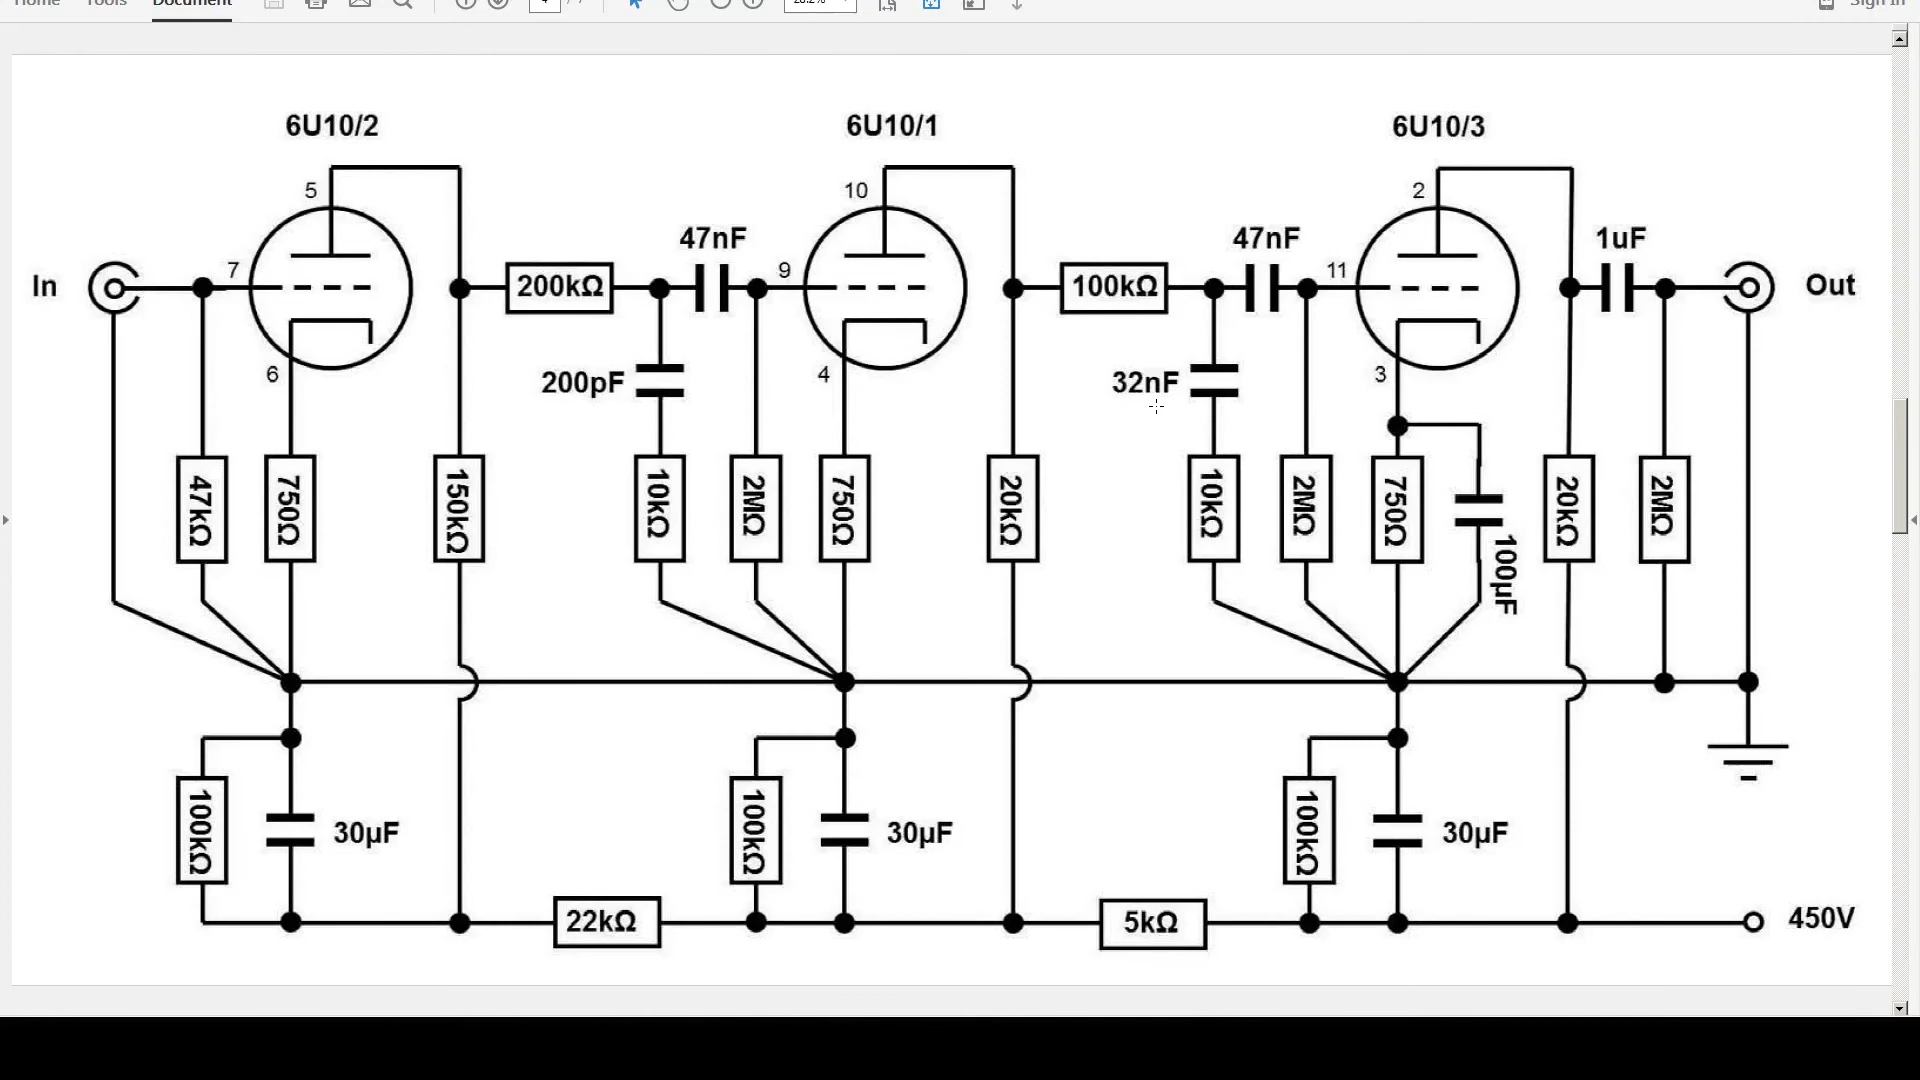 Home Tools Document
Sign In
6U10/2 6U10/1 6U10/3
5 10 2
47nF 47nF 1uF
In 7 200kΩ 9 100kΩ 11 Out
6 200pF 4 32nF 3
47kΩ 750Ω 150kΩ 10kΩ 2MΩ 750Ω 20kΩ 10kΩ 2MΩ 750Ω 100µF 20kΩ 2MΩ
100kΩ 30µF 100kΩ 30µF 100kΩ 30µF
22kΩ 5kΩ 450V